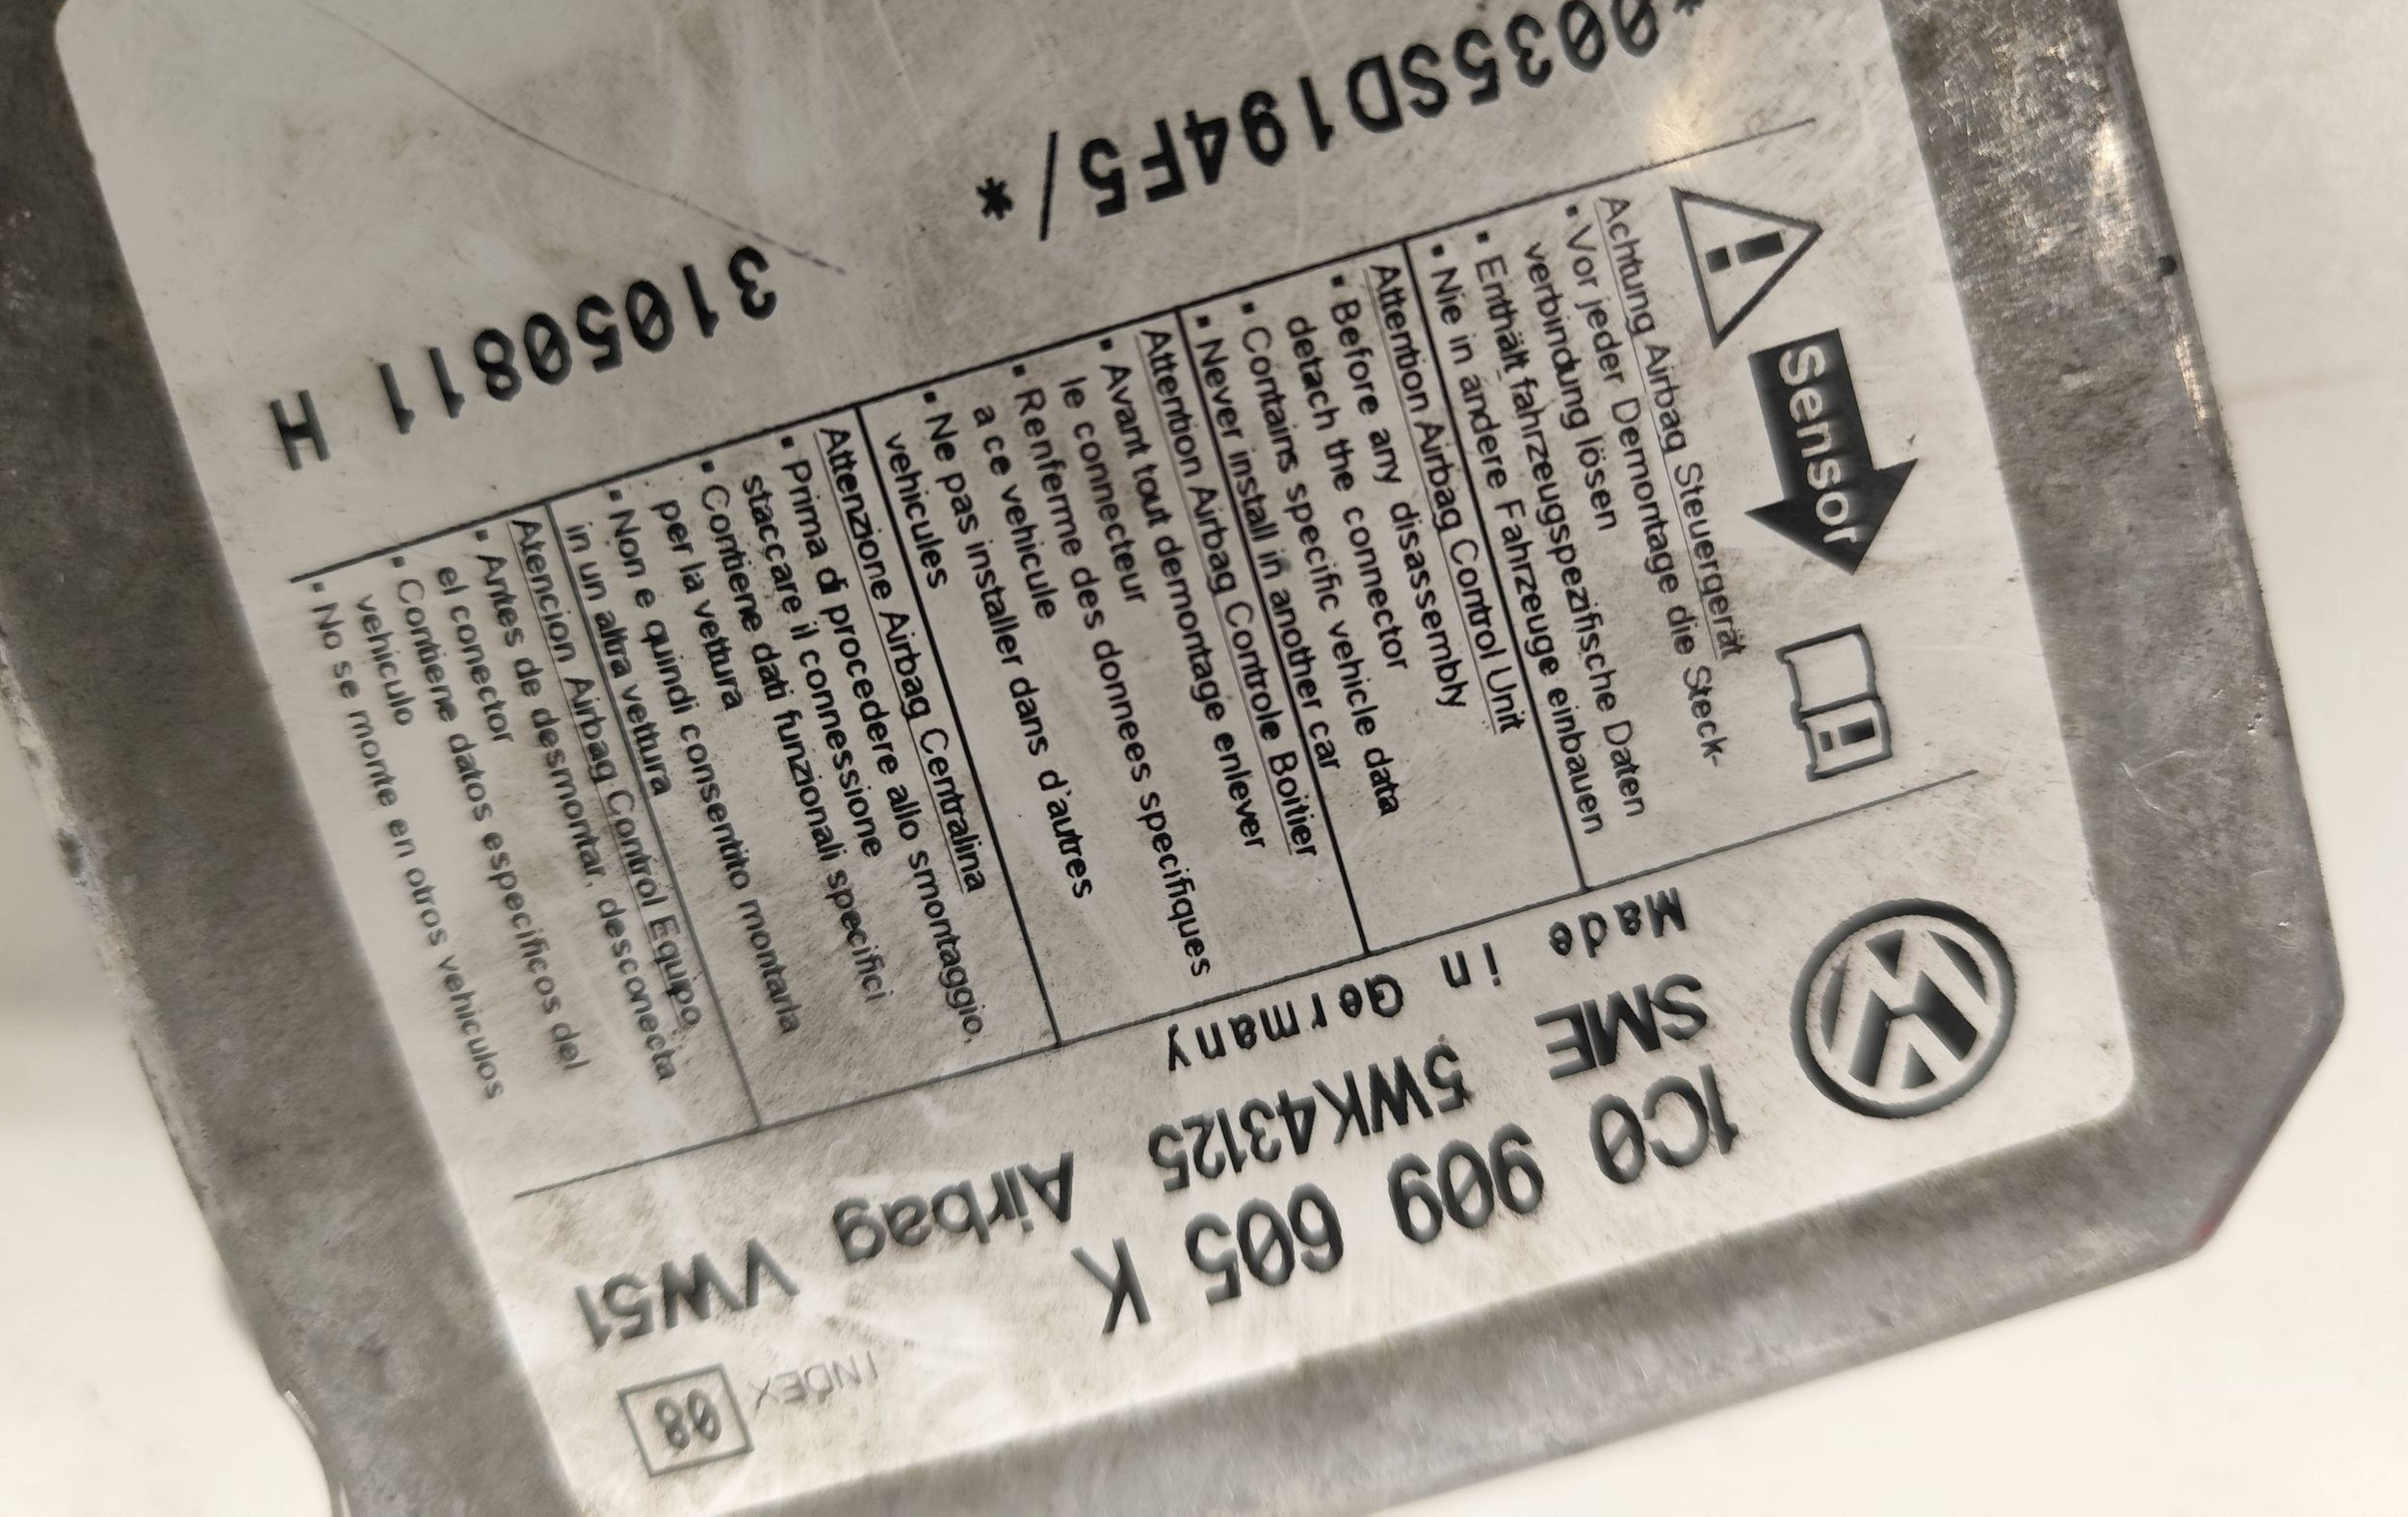 INDEX 08
1C0 909 605 K
SME 5WK43125 Airbag VW51
Made in Germany
Sensor
Achtung Airbag Steuergerät
▪ Vor jeder Demontage die Steck-
verbindung lösen
▪ Enthält fahrzeugspezifische Daten
▪ Nie in andere Fahrzeuge einbauen
Attention Airbag Control Unit
▪ Before any disassembly
detach the connector
▪ Contains specific vehicle data
▪ Never install in another car
Attention Airbag Controle Boitier
▪ Avant tout demontage enlever
le connecteur
▪ Renferme des donnees specifiques
a ce vehicule
▪ Ne pas installer dans d'autres
vehicules
Attenzione Airbag Centralina
▪ Prima di procedere allo smontaggio,
staccare il connessione
▪ Contiene dati funzionali specifici
per la vettura
▪ Non e quindi consentito montarla
in un altra vettura
Atencion Airbag Control Equipo
▪ Antes de desmontar, desconecta
el conector
▪ Contiene datos especificos del
vehiculo
▪ No se monte en otros vehiculos
*0035SD194F5/*
31050811 H